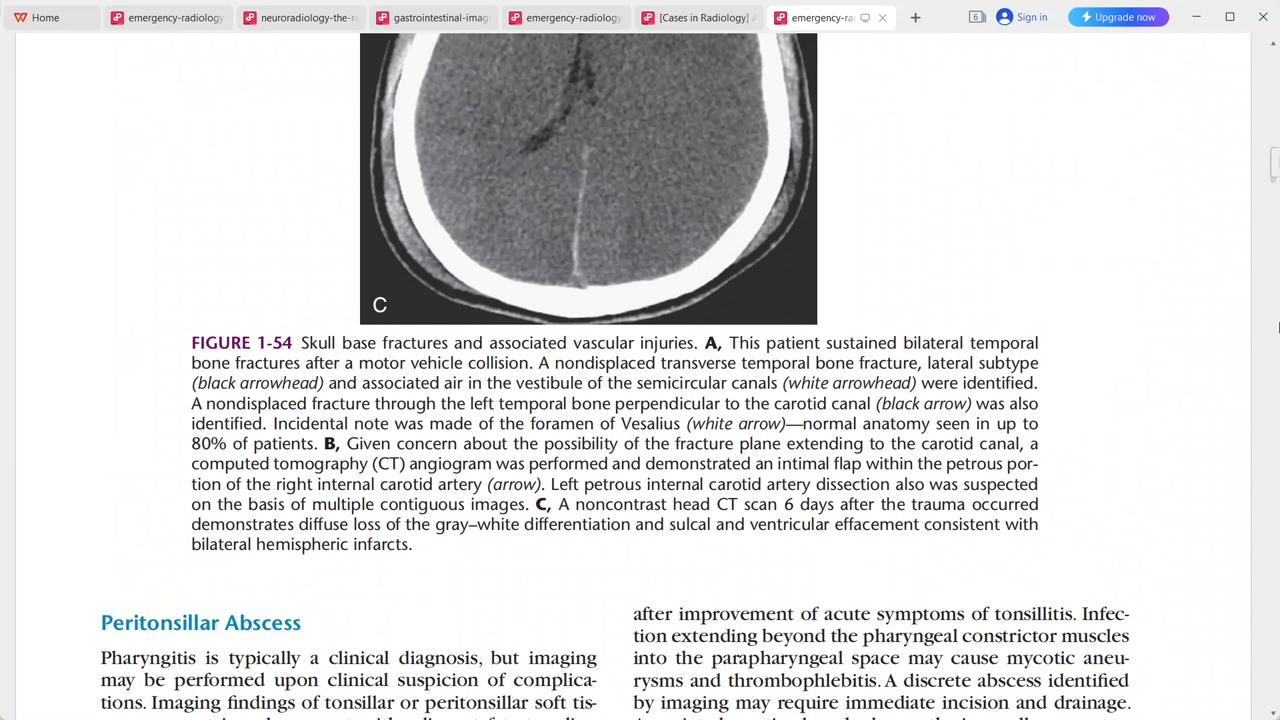 Home
emergency-radiology
neuroradiology-the-r
gastrointestinal-imag
emergency-radiology
[Cases in Radiology]
emergency-ra
6
Sign in
Upgrade now
C
FIGURE 1-54 Skull base fractures and associated vascular injuries. A, This patient sustained bilateral temporal
bone fractures after a motor vehicle collision. A nondisplaced transverse temporal bone fracture, lateral subtype
(black arrowhead) and associated air in the vestibule of the semicircular canals (white arrowhead) were identified.
A nondisplaced fracture through the left temporal bone perpendicular to the carotid canal (black arrow) was also
identified. Incidental note was made of the foramen of Vesalius (white arrow)—normal anatomy seen in up to
80% of patients. B, Given concern about the possibility of the fracture plane extending to the carotid canal, a
computed tomography (CT) angiogram was performed and demonstrated an intimal flap within the petrous por-
tion of the right internal carotid artery (arrow). Left petrous internal carotid artery dissection also was suspected
on the basis of multiple contiguous images. C, A noncontrast head CT scan 6 days after the trauma occurred
demonstrates diffuse loss of the gray–white differentiation and sulcal and ventricular effacement consistent with
bilateral hemispheric infarcts.
Peritonsillar Abscess
Pharyngitis is typically a clinical diagnosis, but imaging
may be performed upon clinical suspicion of complica-
tions. Imaging findings of tonsillar or peritonsillar soft tis-
after improvement of acute symptoms of tonsillitis. Infec-
tion extending beyond the pharyngeal constrictor muscles
into the parapharyngeal space may cause mycotic aneu-
rysms and thrombophlebitis. A discrete abscess identified
by imaging may require immediate incision and drainage.